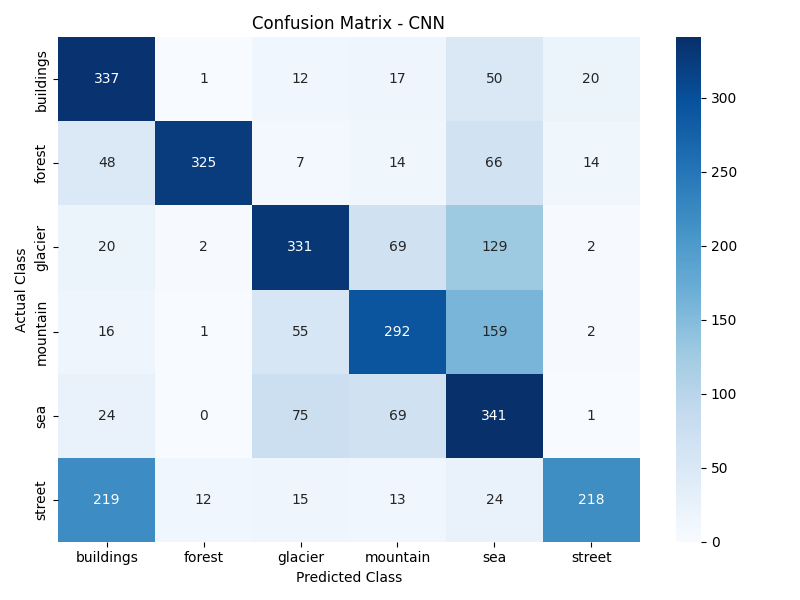 Confusion Matrix - CNN
Actual Class
buildings 337 1 12 17 50 20
forest 48 325 7 14 66 14
glacier 20 2 331 69 129 2
mountain 16 1 55 292 159 2
sea 24 0 75 69 341 1
street 219 12 15 13 24 218
buildings forest glacier mountain sea street
Predicted Class
300
250
200
150
100
50
0